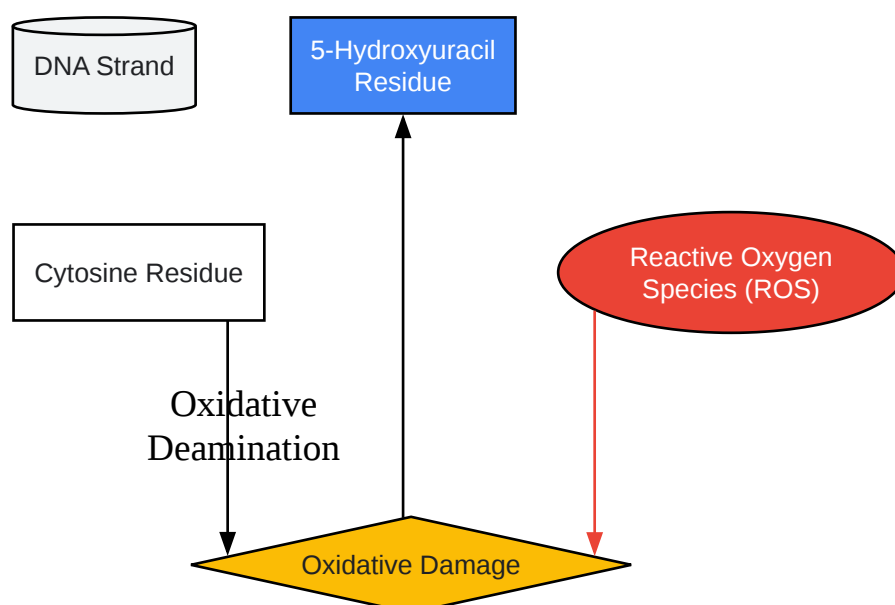 DNA Strand
5-Hydroxyuracil
Residue
Cytosine Residue
Reactive Oxygen
Species (ROS)
Oxidative
Deamination
Oxidative Damage